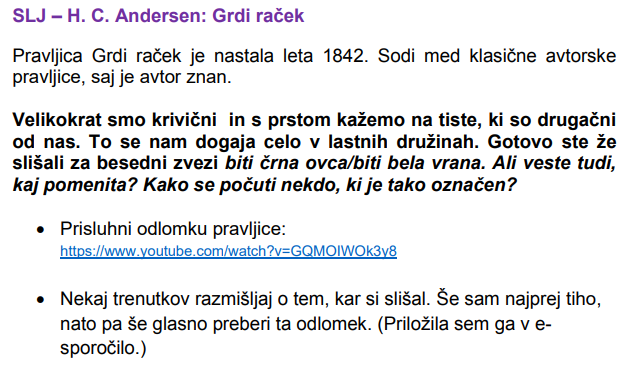 SLJ – H. C. Andersen: Grdi raček
Pravljica Grdi raček je nastala leta 1842. Sodi med klasične avtorske
pravljice, saj je avtor znan.
Velikokrat smo krivični in s prstom kažemo na tiste, ki so drugačni
od nas. To se nam dogaja celo v lastnih družinah. Gotovo ste že
slišali za besedni zvezi biti črna ovca/biti bela vrana. Ali veste tudi,
kaj pomenita? Kako se počuti nekdo, ki je tako označen?
• Prisluhni odlomku pravljice:
https://www.youtube.com/watch?v=GQMOIWOk3y8
• Nekaj trenutkov razmišljaj o tem, kar si slišal. Še sam najprej tiho,
nato pa še glasno preberi ta odlomek. (Priložila sem ga v e-
sporočilo.)